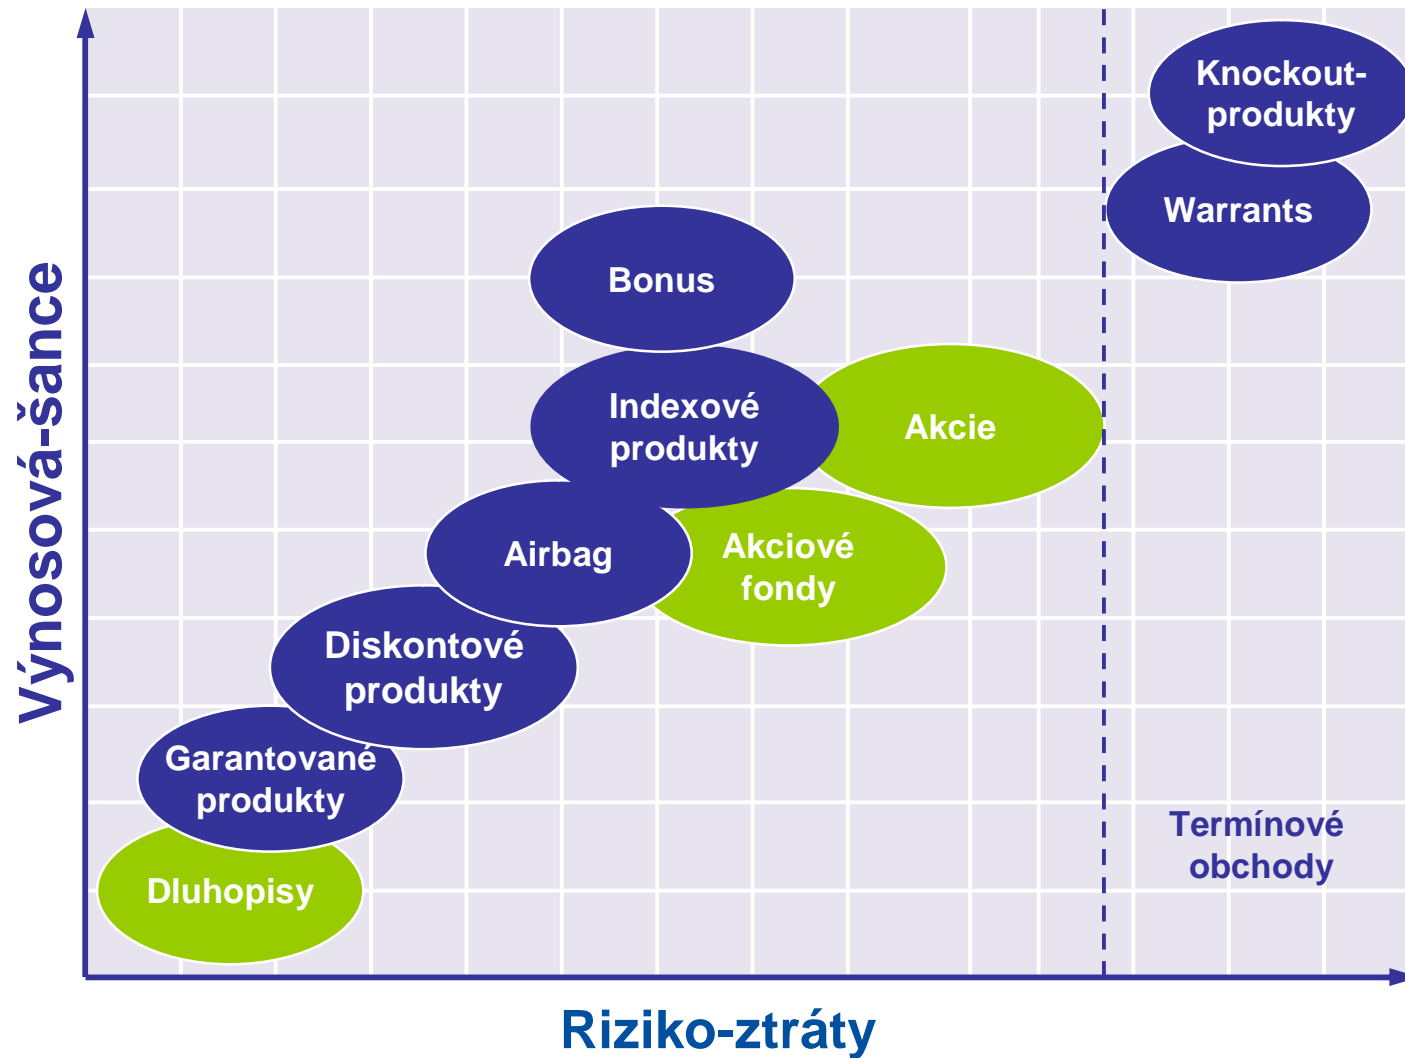 Knockout-
produkty
Warrants
Bonus
Indexové
produkty
Akcie
Airbag
Akciové
fondy
Diskontové
produkty
Garantované
produkty
Dluhopisy
Termínové
obchody
Výnosová-šance
Riziko-ztráty